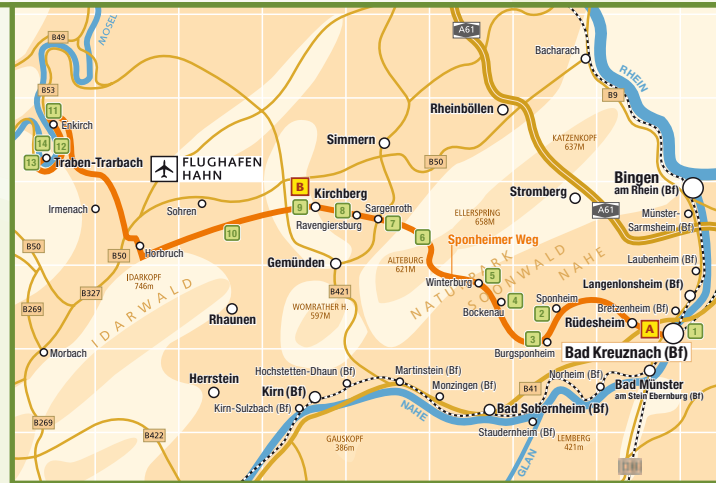 B49
MOSEL
A61
Bacharach
RHEIN
B53
B9
11
Enkirch
Rheinböllen
14
12
13
Traben-Trarbach
FLUGHAFEN
HAHN
Simmern
KATZENKOPF
637M
B50
Bingen
am Rhein (Bf)
B
Kirchberg
Stromberg
Irmenach
Sohren
9
8
Sargenroth
Ravengiersburg
7
ELLERSPRING
658M
A61
Münster-
Sarmsheim (Bf)
10
6
Sponheimer Weg
B50
B50
Horbruch
Gemünden
ALTEBURG
621M
Laubenheim (Bf)
IDARKOPF
746m
B327
B421
Winterburg
5
NATURPARK
SOONWALD
NAHE
Langenlonsheim (Bf)
IDARWALD
B269
WOMRATHER H.
597M
4
Bockenau
Sponheim
2
Bretzenheim (Bf)
Rhaunen
Rüdesheim
A
1
3
Burgsponheim
Bad Kreuznach (Bf)
Morbach
Hochstetten-Dhaun (Bf)
Martinstein (Bf)
Norheim (Bf)
Bad Münster
am Stein Ebernburg (Bf)
Herrstein
Kirn (Bf)
Monzingen (Bf)
B41
Kirn-Sulzbach (Bf)
NAHE
Bad Sobernheim (Bf)
B269
B422
Staudernheim (Bf)
GAUSKOPF
386m
LEMBERG
421m
GLAN